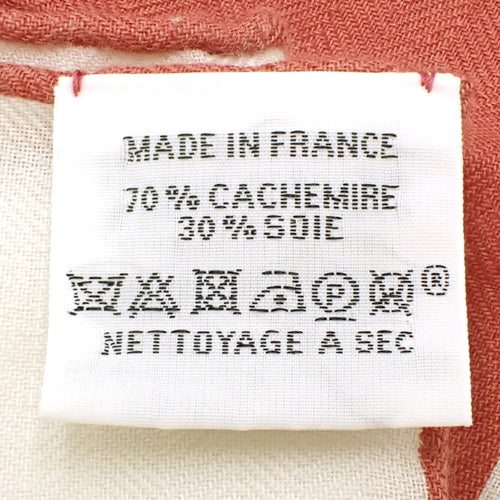 MADE IN FRANCE
70% CACHEMIRE
30% SOIE
P ®
NETTOYAGE A SEC